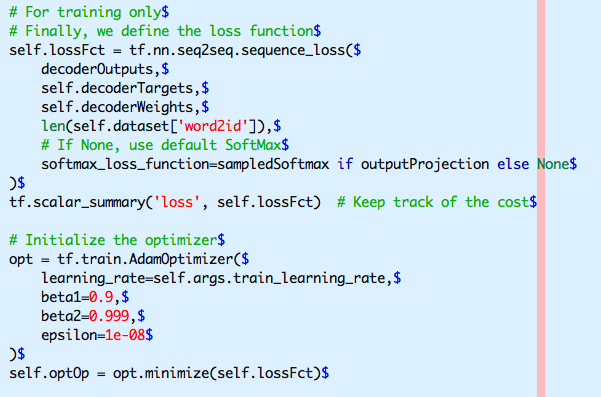 # For training only$
# Finally, we define the loss function$
self.lossFct = tf.nn.seq2seq.sequence_loss($
    decoderOutputs,$
    self.decoderTargets,$
    self.decoderWeights,$
    len(self.dataset['word2id']),$
    # If None, use default SoftMax$
    softmax_loss_function=sampledSoftmax if outputProjection else None$
)$
tf.scalar_summary('loss', self.lossFct)  # Keep track of the cost$

# Initialize the optimizer$
opt = tf.train.AdamOptimizer($
    learning_rate=self.args.train_learning_rate,$
    beta1=0.9,$
    beta2=0.999,$
    epsilon=1e-08$
)$
self.optOp = opt.minimize(self.lossFct)$